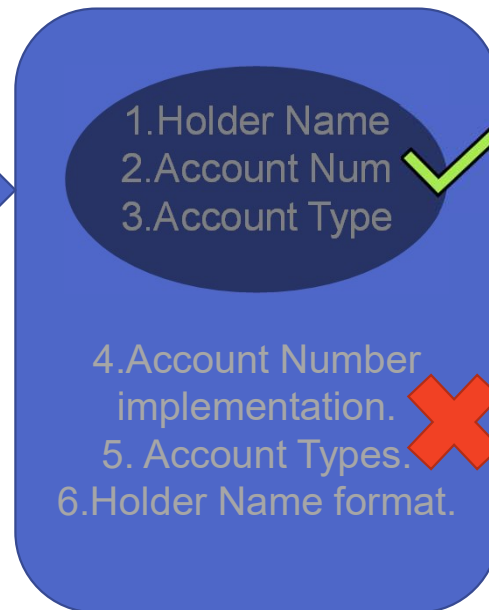 1.Holder Name
2.Account Num
3.Account Type
4.Account Number
implementation.
5. Account Types.
6.Holder Name format.